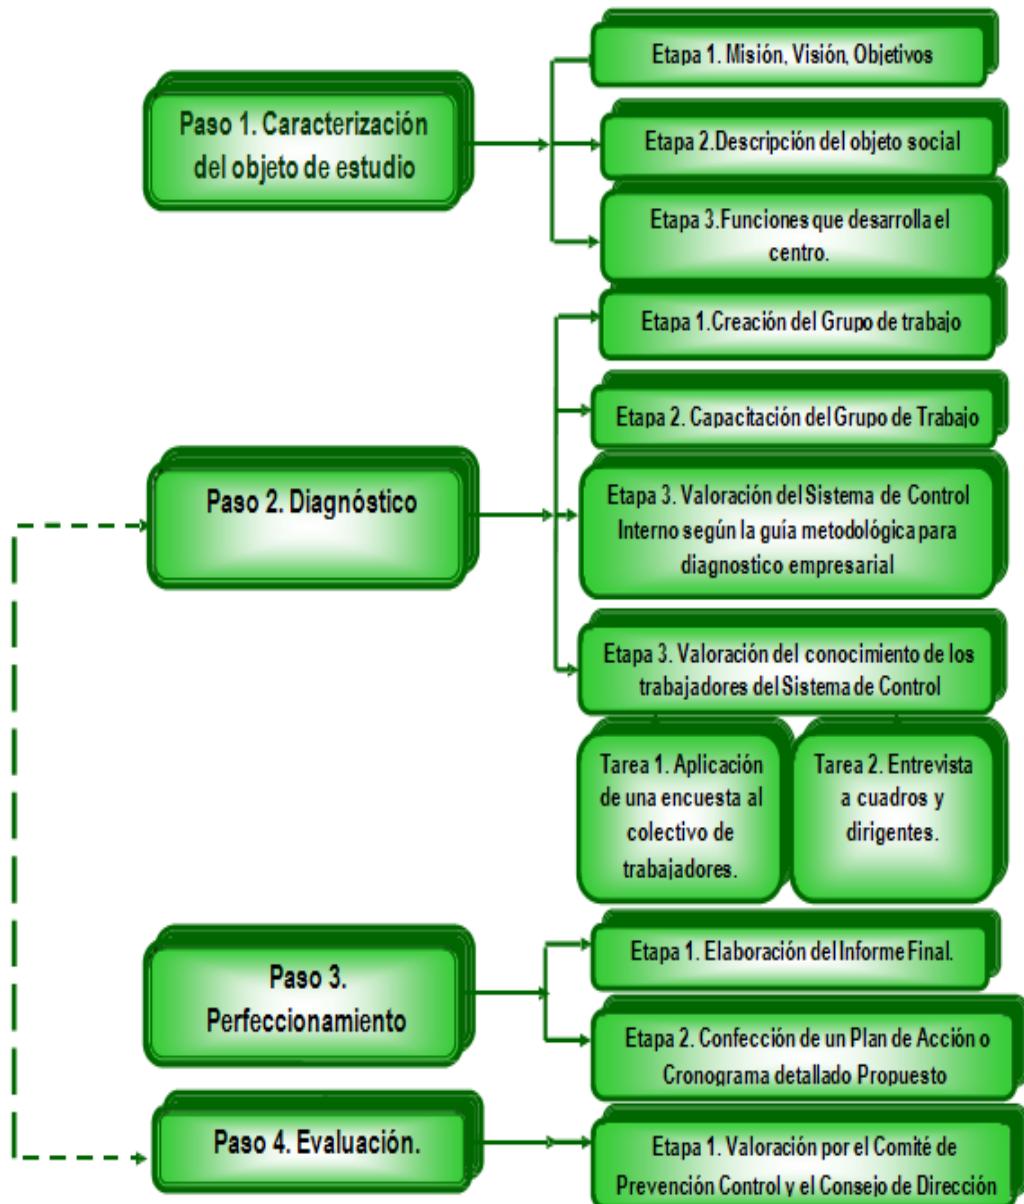 Paso 1. Caracterización
del objeto de estudio
Etapa 1. Misión, Visión, Objetivos
Etapa 2.Descripción del objeto social
Etapa 3.Funciones que desarrolla el
centro.
Paso 2. Diagnóstico
Etapa 1.Creación del Grupo de trabajo
Etapa 2. Capacitación del Grupo de Trabajo
Etapa 3. Valoración del Sistema de Control
Interno según la guía metodológica para
diagnostico empresarial
Etapa 3. Valoración del conocimiento de los
trabajadores del Sistema de Control
Tarea 1. Aplicación
de una encuesta al
colectivo de
trabajadores.
Tarea 2. Entrevista
a cuadros y
dirigentes.
Paso 3.
Perfeccionamiento
Etapa 1. Elaboración del Informe Final.
Etapa 2. Confección de un Plan de Acción o
Cronograma detallado Propuesto
Paso 4. Evaluación.
Etapa 1. Valoración por el Comité de
Prevención Control y el Consejo de Dirección